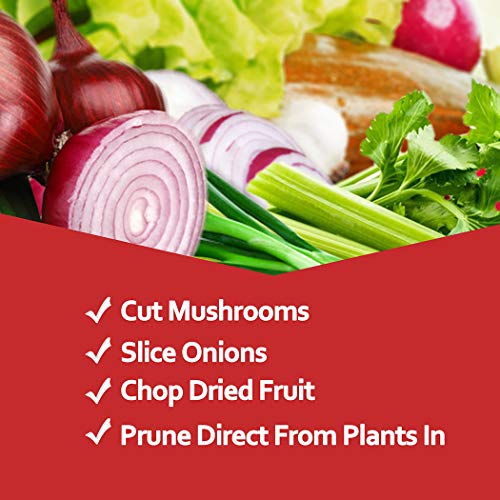 Cut Mushrooms
Slice Onions
Chop Dried Fruit
Prune Direct From Plants In